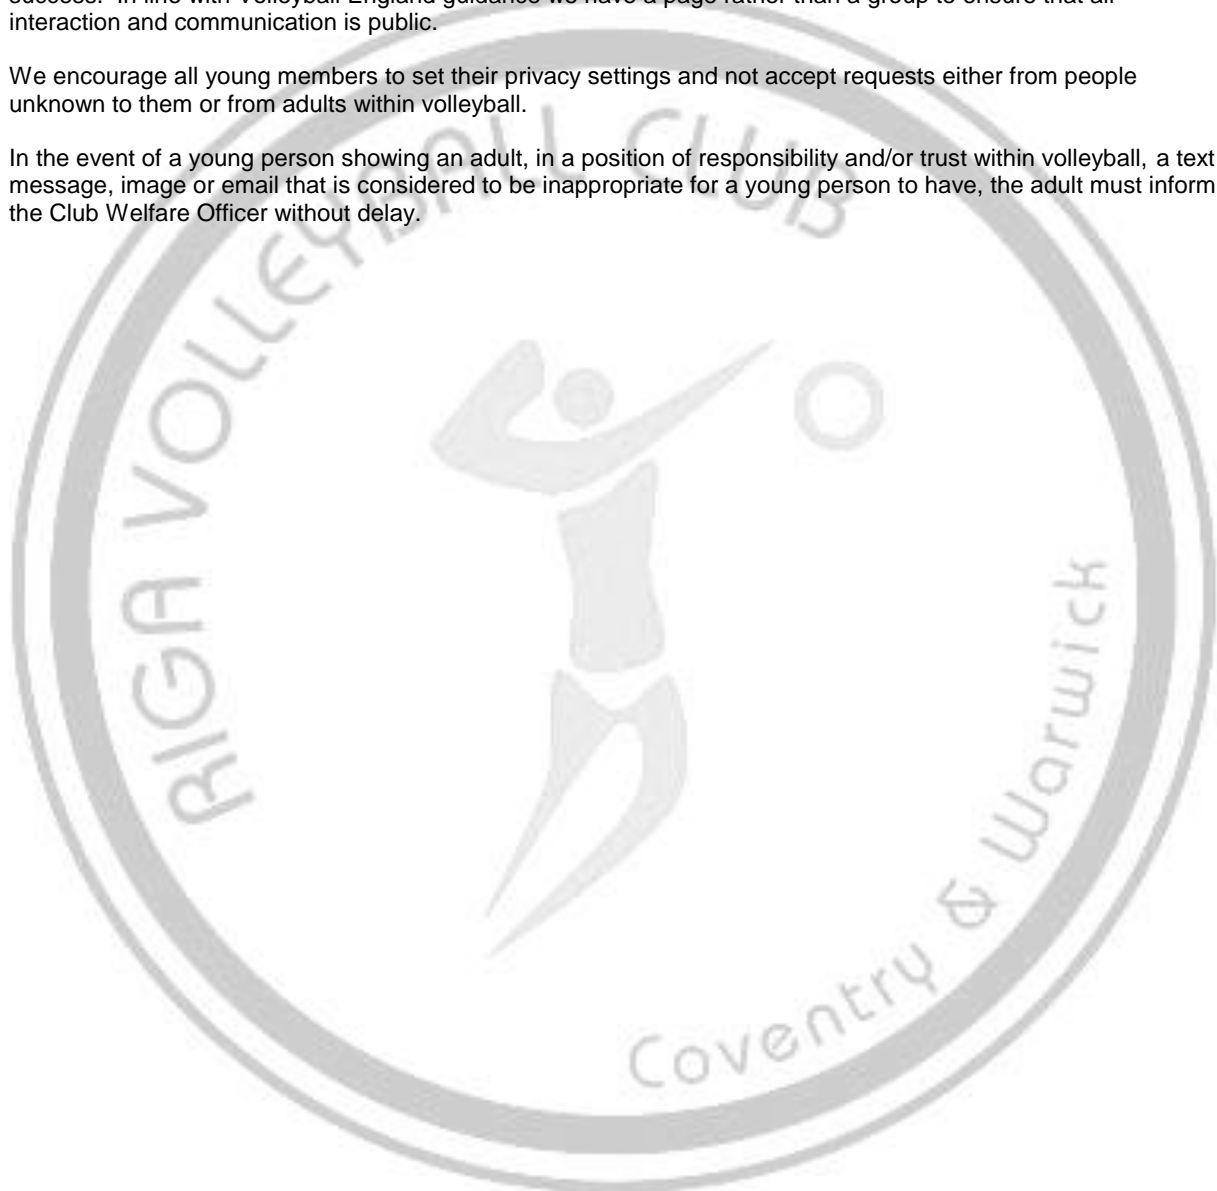 success. In line with Volleyball England guidance we have a page rather than a group to ensure that all
interaction and communication is public.
We encourage all young members to set their privacy settings and not accept requests either from people
unknown to them or from adults within volleyball.
In the event of a young person showing an adult, in a position of responsibility and/or trust within volleyball, a text
message, image or email that is considered to be inappropriate for a young person to have, the adult must inform
the Club Welfare Officer without delay.
RIGA VOLLEYBALL CLUB
Coventry & Warwick